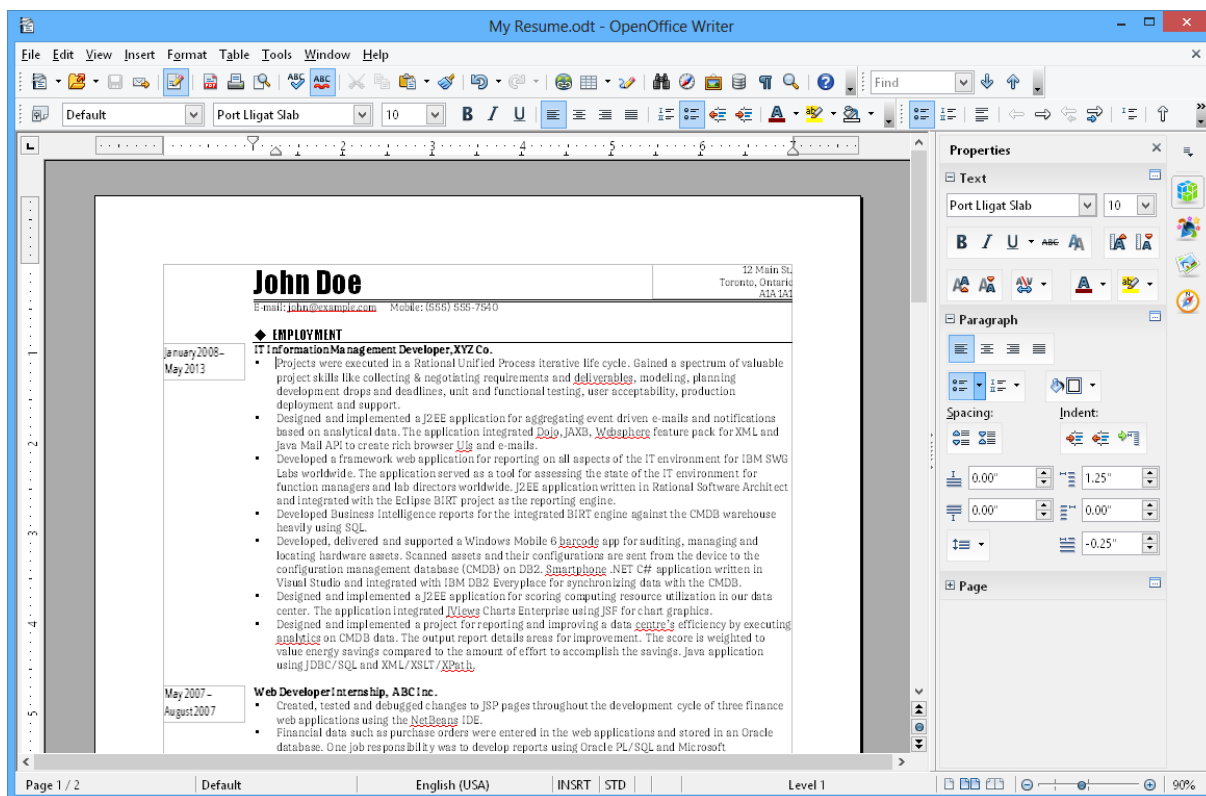 My Resume.odt - OpenOffice Writer
File Edit View Insert Format Table Tools Window Help
Find
Default Port Lligat Slab 10 B I U
1 2 3 4 5 6 7
Properties
Text
Port Lligat Slab 10
B I U ABC
Paragraph
Spacing: Indent:
0.00" 1.25"
0.00" 0.00"
-0.25"
Page
John Doe
12 Main St.
Toronto, Ontario
A1A 1A1
E-mail: john@example.com Mobile: (555) 555-7540
◆ EMPLOYMENT
January 2008–
May 2013
IT Information Management Developer, XYZ Co.
▪ Projects were executed in a Rational Unified Process iterative life cycle. Gained a spectrum of valuable
project skills like collecting & negotiating requirements and deliverables, modeling, planning
development drops and deadlines, unit and functional testing, user acceptability, production
deployment and support.
▪ Designed and implemented a J2EE application for aggregating event driven e-mails and notifications
based on analytical data. The application integrated Dojo, JAXB, Websphere feature pack for XML and
Java Mail API to create rich browser UIs and e-mails.
▪ Developed a framework web application for reporting on all aspects of the IT environment for IBM SWG
Labs worldwide. The application served as a tool for assessing the state of the IT environment for
function managers and lab directors worldwide. J2EE application written in Rational Software Architect
and integrated with the Eclipse BIRT project as the reporting engine.
▪ Developed Business Intelligence reports for the integrated BIRT engine against the CMDB warehouse
heavily using SQL.
▪ Developed, delivered and supported a Windows Mobile 6 barcode app for auditing, managing and
locating hardware assets. Scanned assets and their configurations are sent from the device to the
configuration management database (CMDB) on DB2. Smartphone .NET C# application written in
Visual Studio and integrated with IBM DB2 Everyplace for synchronizing data with the CMDB.
▪ Designed and implemented a J2EE application for scoring computing resource utilization in our data
center. The application integrated JViews Charts Enterprise using JSF for chart graphics.
▪ Designed and implemented a project for reporting and improving a data centre's efficiency by executing
analytics on CMDB data. The output report details areas for improvement. The score is weighted to
value energy savings compared to the amount of effort to accomplish the savings. Java application
using JDBC/SQL and XML/XSLT/XPath.
May 2007 –
August 2007
Web Developer Internship, ABC Inc.
▪ Created, tested and debugged changes to JSP pages throughout the development cycle of three finance
web applications using the NetBeans IDE.
▪ Financial data such as purchase orders were entered in the web applications and stored in an Oracle
database. One job responsibility was to develop reports using Oracle PL/SQL and Microsoft
Page 1 / 2 Default English (USA) INSRT STD Level 1 90%